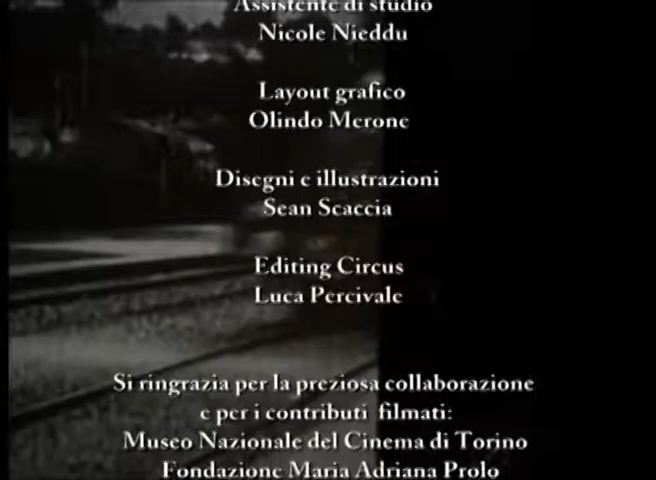 Assistente di studio
Nicole Nieddu
Layout grafico
Olindo Merone
Disegni e illustrazioni
Sean Scaccia
Editing Circus
Luca Percivale
Si ringrazia per la preziosa collaborazione
e per i contributi filmati:
Museo Nazionale del Cinema di Torino
Fondazione Maria Adriana Prolo